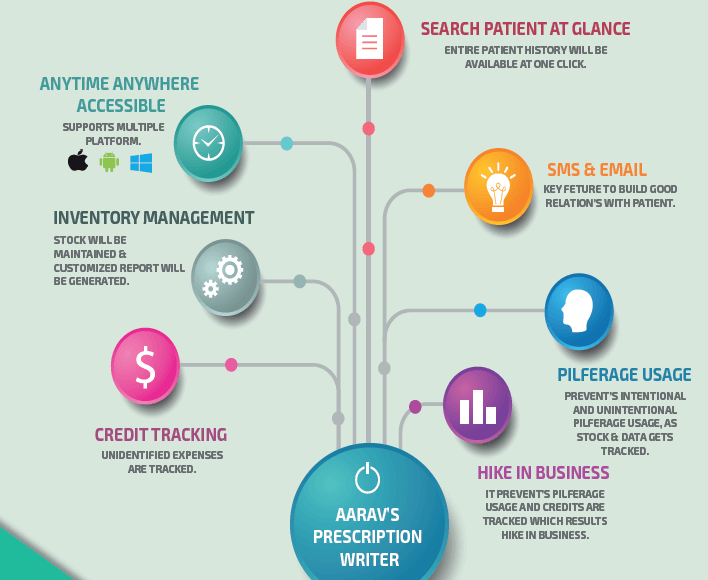 SEARCH PATIENT AT GLANCE
ENTIRE PATIENT HISTORY WILL BE
AVAILABLE AT ONE CLICK.
ANYTIME ANYWHERE
ACCESSIBLE
SUPPORTS MULTIPLE
PLATFORM.
SMS & EMAIL
KEY FETURE TO BUILD GOOD
RELATION'S WITH PATIENT.
INVENTORY MANAGEMENT
STOCK WILL BE
MAINTAINED &
CUSTOMIZED REPORT WILL
BE GENERATED.
$
PILFERAGE USAGE
PREVENT'S INTENTIONAL
AND UNINTENTIONAL
PILFERAGE USAGE, AS
STOCK & DATA GETS
TRACKED.
CREDIT TRACKING
UNIDENTIFIED EXPENSES
ARE TRACKED.
HIKE IN BUSINESS
IT PREVENT'S PILFERAGE
USAGE AND CREDITS ARE
TRACKED WHICH RESULTS
HIKE IN BUSINESS.
AARAV'S
PRESCRIPTION
WRITER